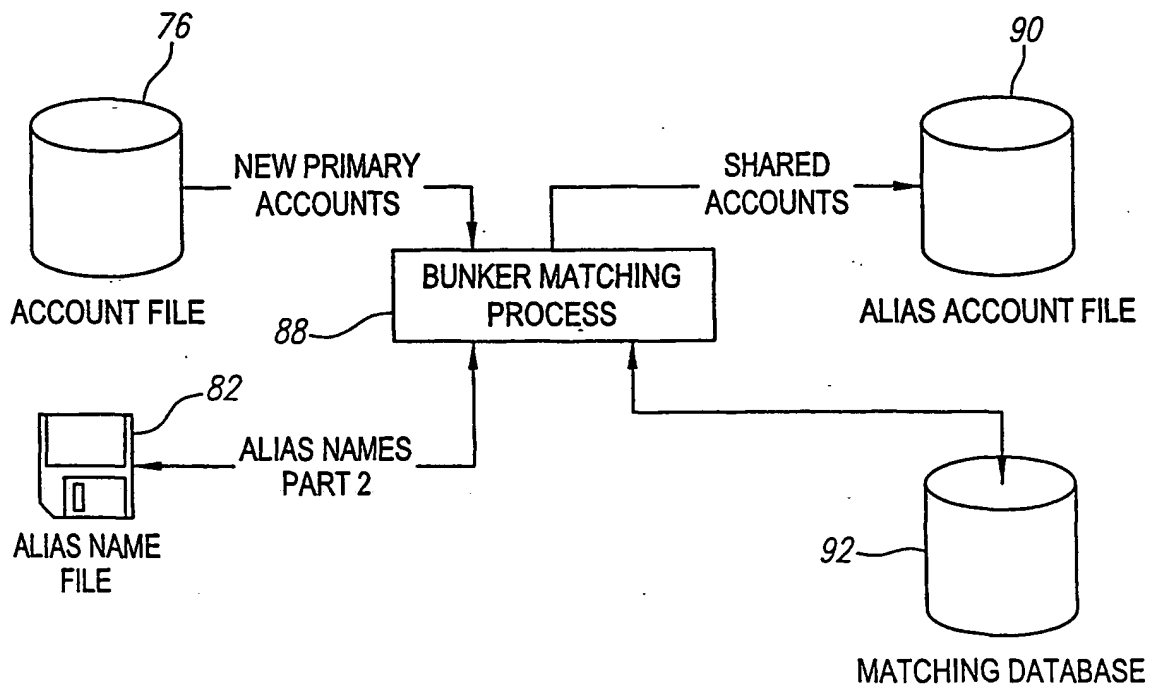 76
90
NEW PRIMARY
ACCOUNTS
SHARED
ACCOUNTS
ACCOUNT FILE
BUNKER MATCHING
PROCESS
ALIAS ACCOUNT FILE
88
82
ALIAS NAMES
PART 2
ALIAS NAME
FILE
92
MATCHING DATABASE